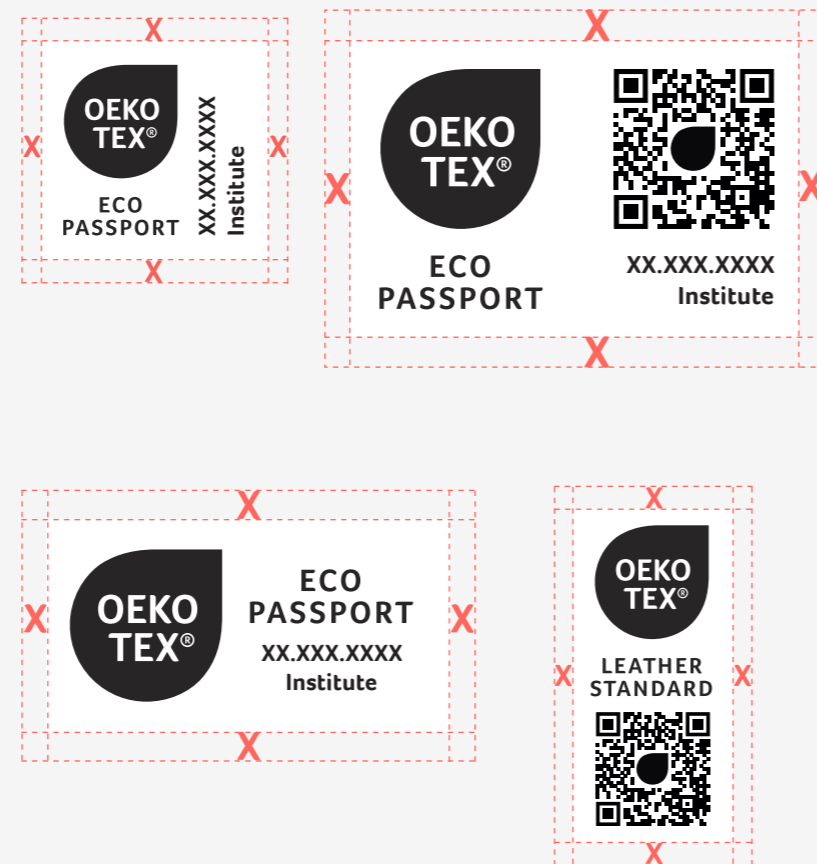 X
X
OEKO
TEX®
ECO
PASSPORT
XX.XXX.XXXX
Institute
X
X
X
X
OEKO
TEX®
ECO
PASSPORT
XX.XXX.XXXX
Institute
X
X
X
X
OEKO
TEX®
ECO
PASSPORT
XX.XXX.XXXX
Institute
X
X
X
X
OEKO
TEX®
LEATHER
STANDARD
X
X